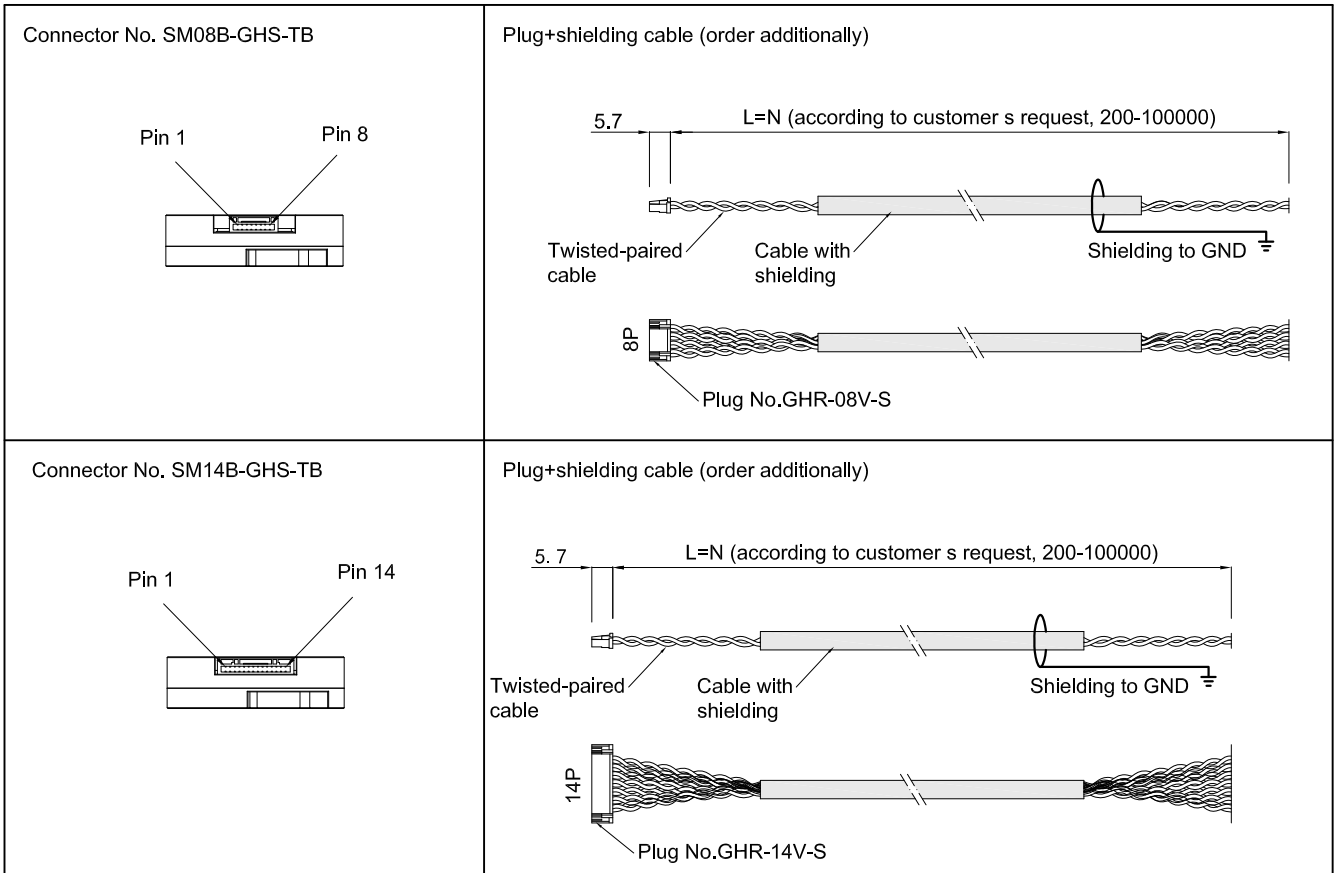 Connector No. SM08B-GHS-TB
Pin 1
Pin 8
Plug+shielding cable (order additionally)
5.7
L=N (according to customer s request, 200-100000)
Twisted-paired
cable
Cable with
shielding
Shielding to GND
8P
Plug No.GHR-08V-S
Connector No. SM14B-GHS-TB
Pin 1
Pin 14
Plug+shielding cable (order additionally)
5. 7
L=N (according to customer s request, 200-100000)
Twisted-paired
cable
Cable with
shielding
Shielding to GND
14P
Plug No.GHR-14V-S